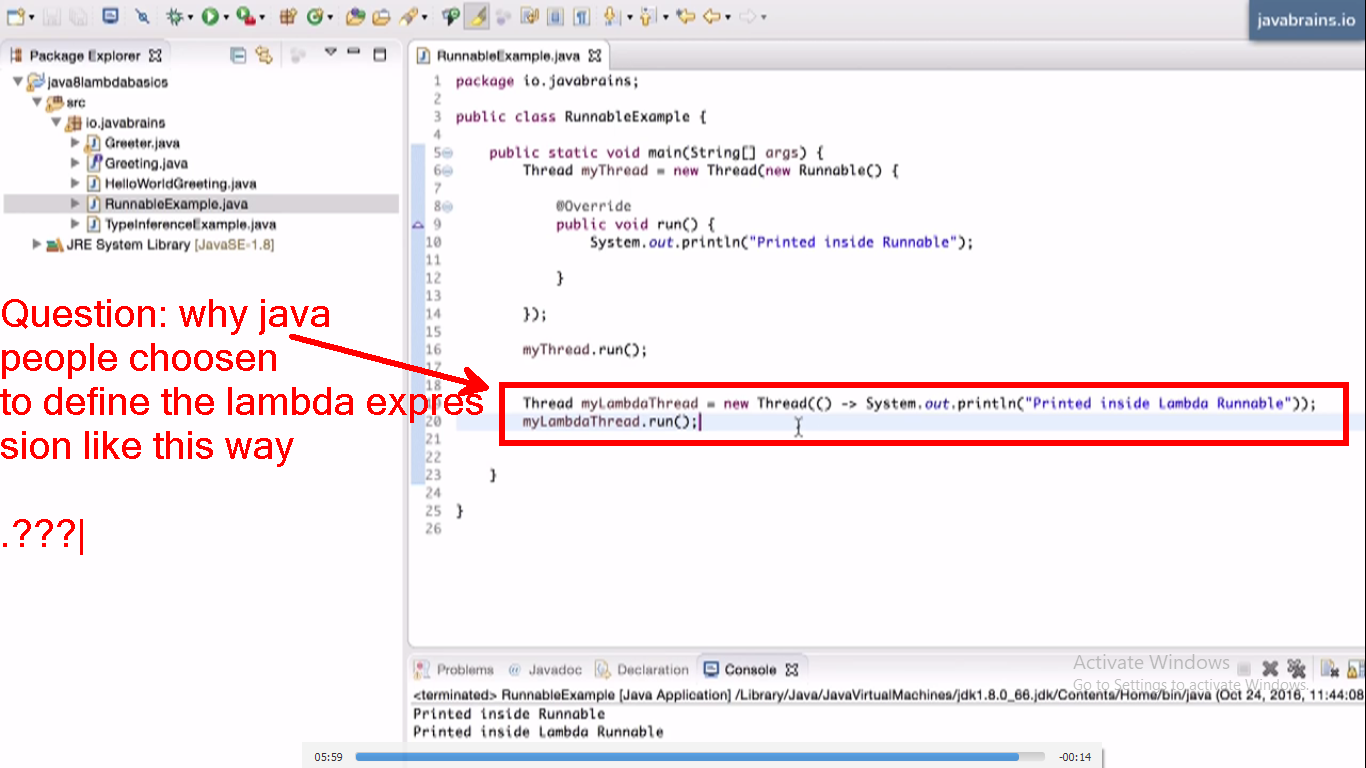 javabrains.io
Package Explorer
RunnableExample.java
java8lambdabasics
src
io.javabrains
Greeter.java
Greeting.java
HelloWorldGreeting.java
RunnableExample.java
TypeInferenceExample.java
JRE System Library [JavaSE-1.8]
Question: why java
people choosen
to define the lambda expres
sion like this way
.???|
1 package io.javabrains;
2
3 public class RunnableExample {
4
5 public static void main(String[] args) {
6 Thread myThread = new Thread(new Runnable() {
7
8 @Override
9 public void run() {
10 System.out.println("Printed inside Runnable");
11
12 }
13
14 });
15
16 myThread.run();
17
18
19 Thread myLambdaThread = new Thread(() -> System.out.println("Printed inside Lambda Runnable"));
20 myLambdaThread.run();
21
22
23 }
24
25 }
26
Problems @ Javadoc Declaration Console
Activate Windows
Go to Settings to activate Windows.
<terminated> RunnableExample [Java Application] /Library/Java/JavaVirtualMachines/jdk1.8.0_66.jdk/Contents/Home/bin/java (Oct 24, 2016, 11:44:08
Printed inside Runnable
Printed inside Lambda Runnable
05:59 -00:14